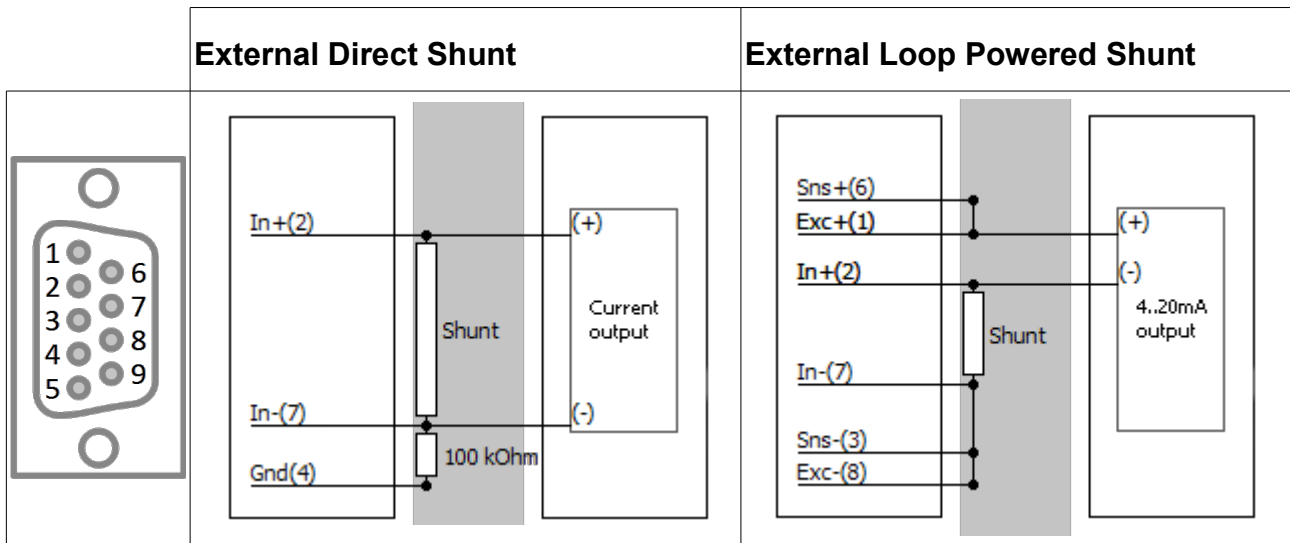 External Direct Shunt
External Loop Powered Shunt
1
2
3
4
5
6
7
8
9
In+(2)
In-(7)
Gnd(4)
Shunt
100 kOhm
(+)
(-)
Current
output
Sns+(6)
Exc+(1)
In+(2)
In-(7)
Sns-(3)
Exc-(8)
Shunt
(+)
(-)
4..20mA
output